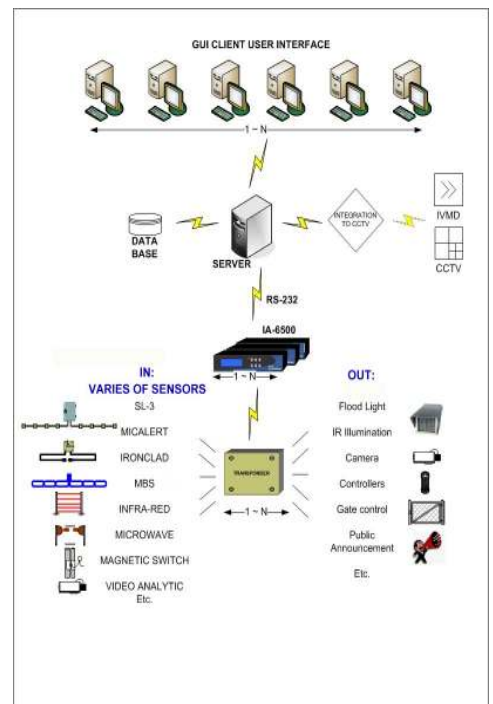 GUI CLIENT USER INTERFACE
1 ~ N
DATA
BASE
SERVER
INTEGRATION
TO CCTV
IVMD
CCTV
RS-232
IA-6500
1 ~ N
IN:
VARIES OF SENSORS
SL-3
MICALERT
IRONCLAD
MBS
INFRA-RED
MICROWAVE
MAGNETIC SWITCH
VIDEO ANALYTIC
Etc.
TRANSPONDER
1 ~ N
OUT:
Flood Light
IR Illumination
Camera
Controllers
Gate control
Public
Announcement
Etc.